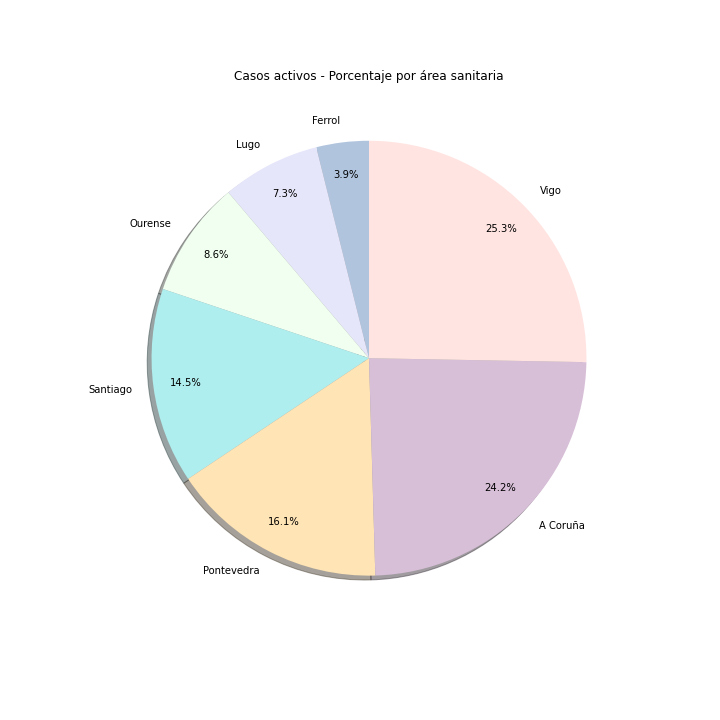 Casos activos - Porcentaje por área sanitaria
Ferrol
Lugo
3.9%
Vigo
7.3%
Ourense
25.3%
8.6%
14.5%
Santiago
24.2%
16.1%
A Coruña
Pontevedra